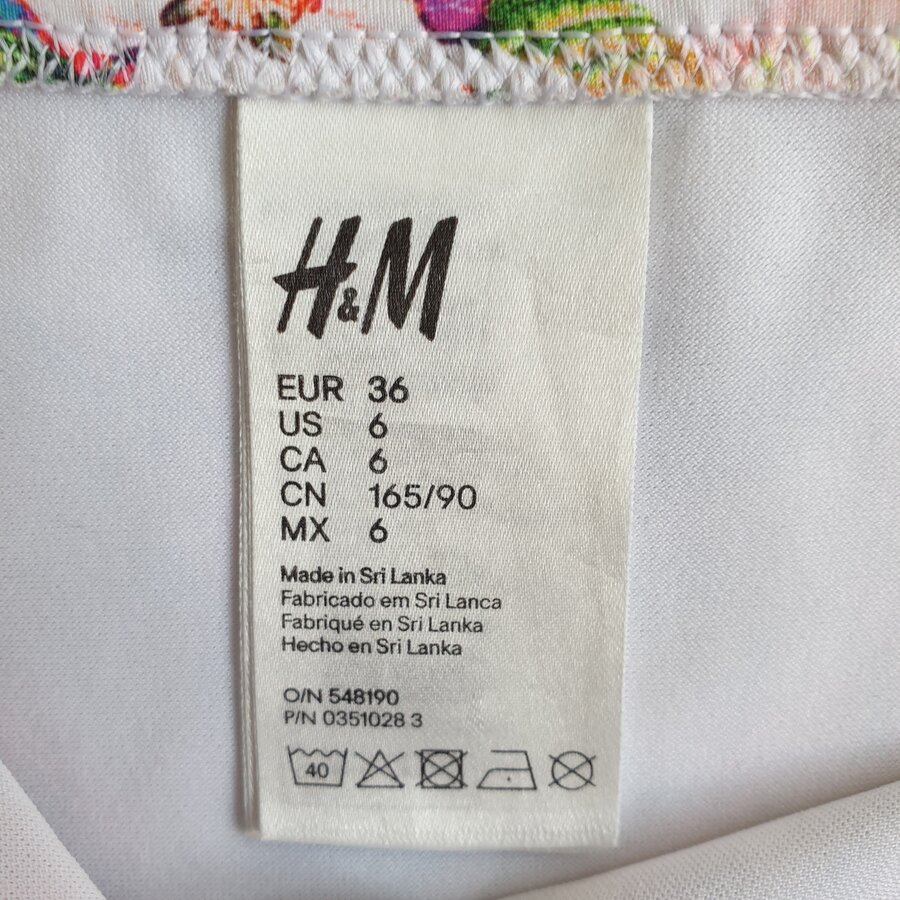 H&M
EUR 36
US 6
CA 6
CN 165/90
MX 6
Made in Sri Lanka
Fabricado em Sri Lanca
Fabriqué en Sri Lanka
Hecho en Sri Lanka
O/N 548190
P/N 0351028 3
40